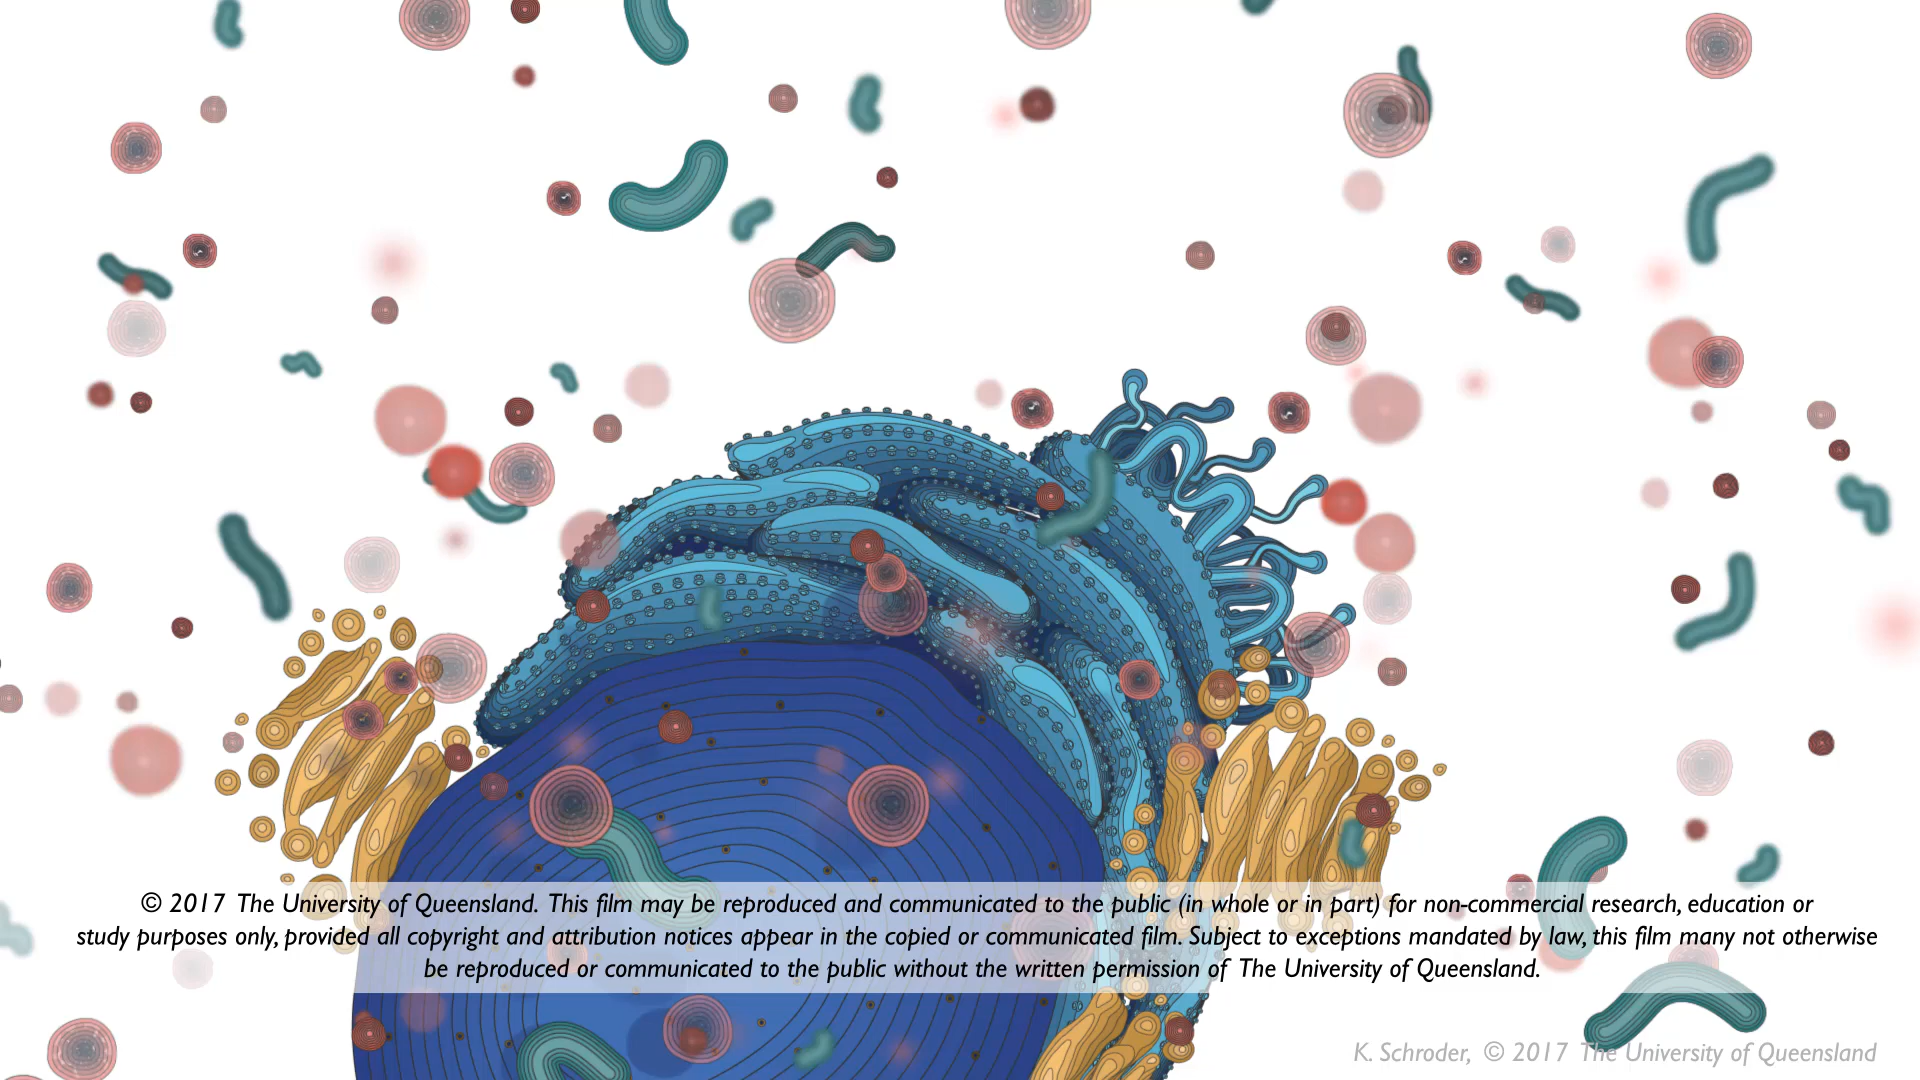 © 2017 The University of Queensland. This film may be reproduced and communicated to the public (in whole or in part) for non-commercial research, education or
study purposes only, provided all copyright and attribution notices appear in the copied or communicated film. Subject to exceptions mandated by law, this film many not otherwise
be reproduced or communicated to the public without the written permission of The University of Queensland.
K. Schroder, © 2017 The University of Queensland